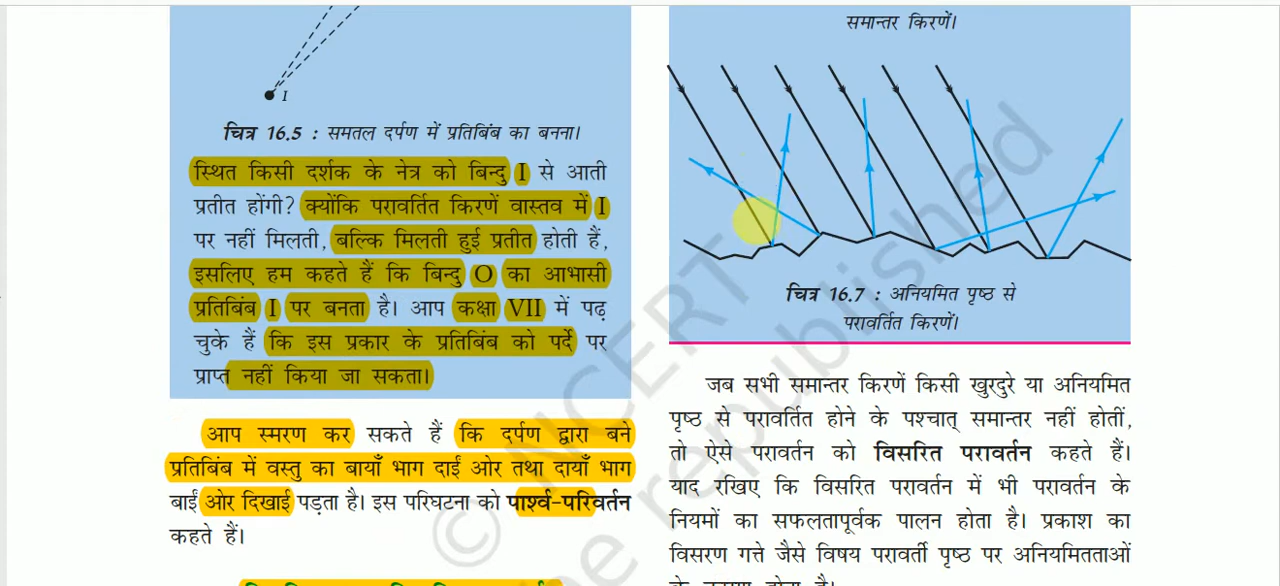 I
चित्र 16.5 : समतल दर्पण में प्रतिबिंब का बनना।
स्थित किसी दर्शक के नेत्र को बिन्दु I से आती
प्रतीत होंगी? क्योंकि परावर्तित किरणें वास्तव में I
पर नहीं मिलती, बल्कि मिलती हुई प्रतीत होती हैं,
इसलिए हम कहते हैं कि बिन्दु O का आभासी
प्रतिबिंब I पर बनता है। आप कक्षा VII में पढ़
चुके हैं कि इस प्रकार के प्रतिबिंब को पर्दे पर
प्राप्त नहीं किया जा सकता।
आप स्मरण कर सकते हैं कि दर्पण द्वारा बने
प्रतिबिंब में वस्तु का बायाँ भाग दाईं ओर तथा दायाँ भाग
बाईं ओर दिखाई पड़ता है। इस परिघटना को पार्श्व-परिवर्तन
कहते हैं।
समान्तर किरणें।
चित्र 16.7 : अनियमित पृष्ठ से
परावर्तित किरणें।
जब सभी समान्तर किरणें किसी खुरदुरे या अनियमित
पृष्ठ से परावर्तित होने के पश्चात् समान्तर नहीं होतीं,
तो ऐसे परावर्तन को विसरित परावर्तन कहते हैं।
याद रखिए कि विसरित परावर्तन में भी परावर्तन के
नियमों का सफलतापूर्वक पालन होता है। प्रकाश का
विसरण गत्ते जैसे विषय परावर्ती पृष्ठ पर अनियमितताओं
के कारण होता है।
© NCERT
be republished